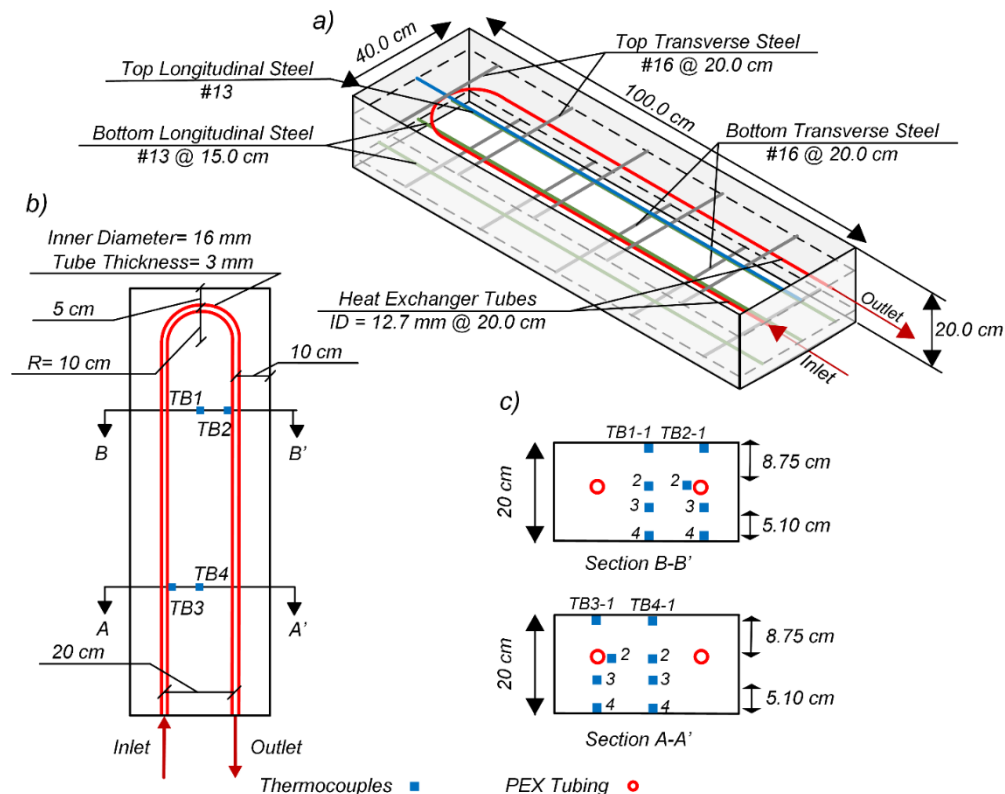 a)
40.0 cm
Top Transverse Steel
#16 @ 20.0 cm
Top Longitudinal Steel
#13
100.0 cm
Bottom Longitudinal Steel
#13 @ 15.0 cm
Bottom Transverse Steel
#16 @ 20.0 cm
Heat Exchanger Tubes
ID = 12.7 mm @ 20.0 cm
Outlet
20.0 cm
Inlet
b)
Inner Diameter= 16 mm
Tube Thickness= 3 mm
5 cm
R= 10 cm
10 cm
TB1
TB2
B
B'
TB4
TB3
A
A'
20 cm
Inlet
Outlet
c)
TB1-1 TB2-1
20 cm
8.75 cm
2 2
3 3
5.10 cm
4 4
Section B-B'
TB3-1 TB4-1
20 cm
8.75 cm
2 2
3 3
5.10 cm
4 4
Section A-A'
Thermocouples
PEX Tubing